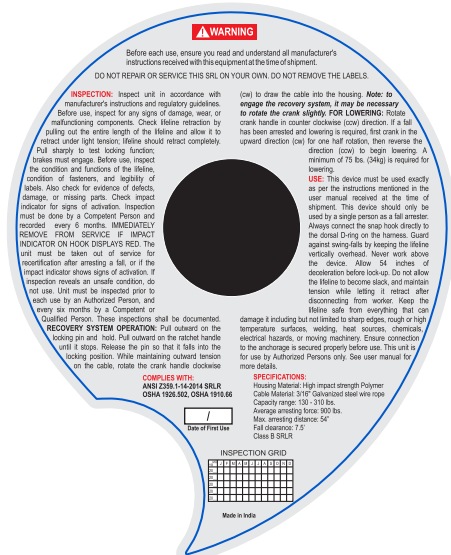 WARNING
Before each use, ensure you read and understand all manufacturer's
instructions received with this equipment at the time of shipment.
DO NOT REPAIR OR SERVICE THIS SRL ON YOUR OWN. DO NOT REMOVE THE LABELS.
INSPECTION: Inspect unit in accordance with
manufacturer's instructions and regulatory guidelines.
Before use, inspect for any signs of damage, wear, or
malfunctioning components. Check lifeline retraction by
pulling out the entire length of the lifeline and allow it to
retract under light tension; lifeline should retract completely.
Pull sharply to test locking function;
brakes must engage. Before use, inspect
the condition and functions of the lifeline,
condition of fasteners, and legibility of
labels. Also check for evidence of defects,
damage, or missing parts. Check impact
indicator for signs of activation. Inspection
must be done by a Competent Person and
recorded every 6 months. IMMEDIATELY
REMOVE FROM SERVICE IF IMPACT
INDICATOR ON HOOK DISPLAYS RED. The
unit must be taken out of service for
recertification after arresting a fall, or if the
impact indicator shows signs of activation. If
inspection reveals an unsafe condition, do
not use. Unit must be inspected prior to
each use by an Authorized Person, and
every six months by a Competent or
Qualified Person. These inspections shall be documented.
RECOVERY SYSTEM OPERATION: Pull outward on the
locking pin and hold. Pull outward on the ratchet handle
until it stops. Release the pin so that it falls into the
locking position. While maintaining outward tension
on the cable, rotate the crank handle clockwise
(cw) to draw the cable into the housing. Note: to
engage the recovery system, it may be necessary
to rotate the crank slightly. FOR LOWERING: Rotate
crank handle in counter clockwise (ccw) direction. If a fall
has been arrested and lowering is required, first crank in the
upward direction (cw) for one half rotation, then reverse the
direction (ccw) to begin lowering. A
minimum of 75 lbs. (34kg) is required for
lowering.
USE: This device must be used exactly
as per the instructions mentioned in the
user manual received at the time of
shipment. This device should only be
used by a single person as a fall arrester.
Always connect the snap hook directly to
the dorsal D-ring on the harness. Guard
against swing-falls by keeping the lifeline
vertically overhead. Never work above
the device. Allow 54 inches of
deceleration before lock-up. Do not allow
the lifeline to become slack, and maintain
tension while letting it retract after
disconnecting from worker. Keep the
lifeline safe from everything that can
damage it including but not limited to sharp edges, rough or high
temperature surfaces, welding, heat sources, chemicals,
electrical hazards, or moving machinery. Ensure connection
to the anchorage is secured properly before use. This unit is
for use by Authorized Persons only. See user manual for
more details.
COMPLIES WITH:
ANSI Z359.1-14-2014 SRLR
OSHA 1926.502, OSHA 1910.66
/
Date of First Use
SPECIFICATIONS:
Housing Material: High impact strength Polymer
Cable Material: 3/16" Galvanized steel wire rope
Capacity range: 130 - 310 lbs.
Average arresting force: 900 lbs.
Max. arresting distance: 54"
Fall clearance: 7.5'
Class B SRLR
INSPECTION GRID
J F M A M J J A S O N D
Made in India